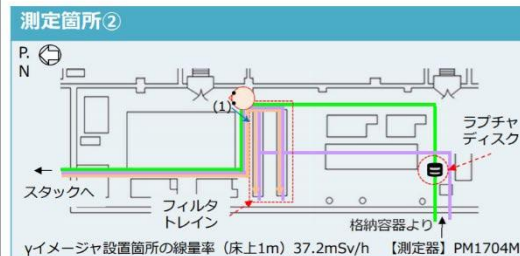 測定箇所②
P.
N
(1)
ラプチャ
ディスク
スタックへ
フィルタ
トレイン
格納容器より
γイメージャ設置箇所の線量率（床上1m）37.2mSv/h 【測定器】PM1704M